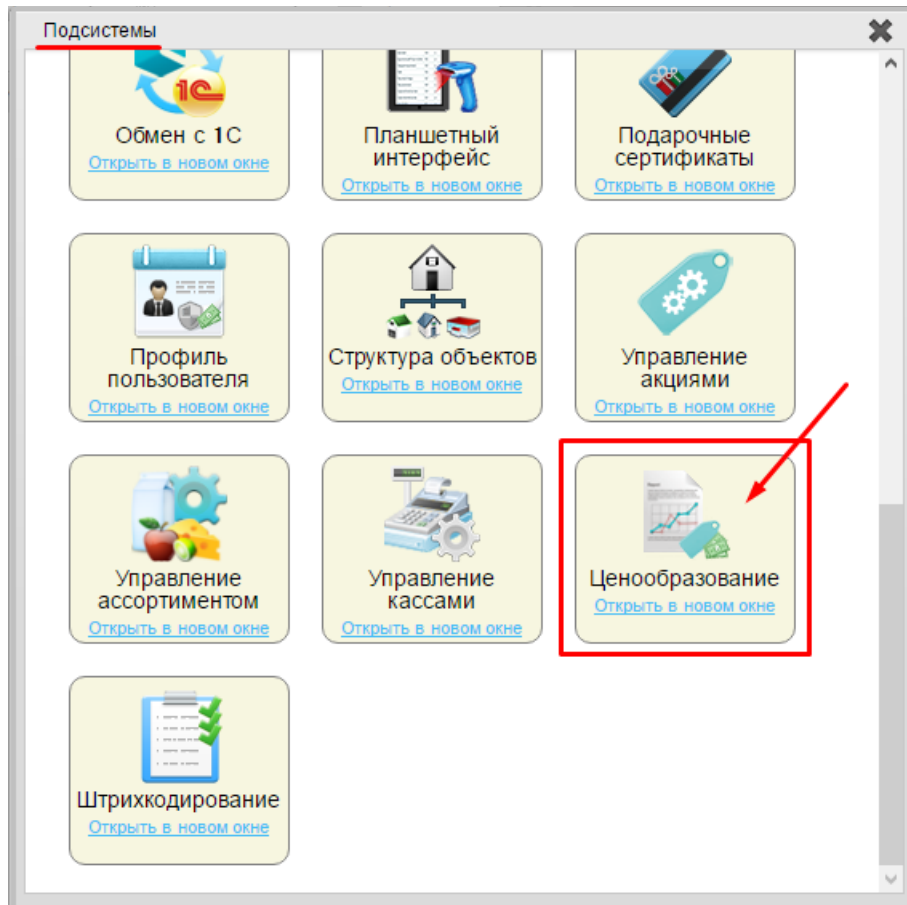 Подсистемы
1С
Обмен с 1С
Открыть в новом окне
Планшетный
интерфейс
Открыть в новом окне
Подарочные
сертификаты
Открыть в новом окне
Профиль
пользователя
Открыть в новом окне
Структура объектов
Открыть в новом окне
Управление
акциями
Открыть в новом окне
Управление
ассортиментом
Открыть в новом окне
Управление
кассами
Открыть в новом окне
Ценообразование
Открыть в новом окне
Штрихкодирование
Открыть в новом окне